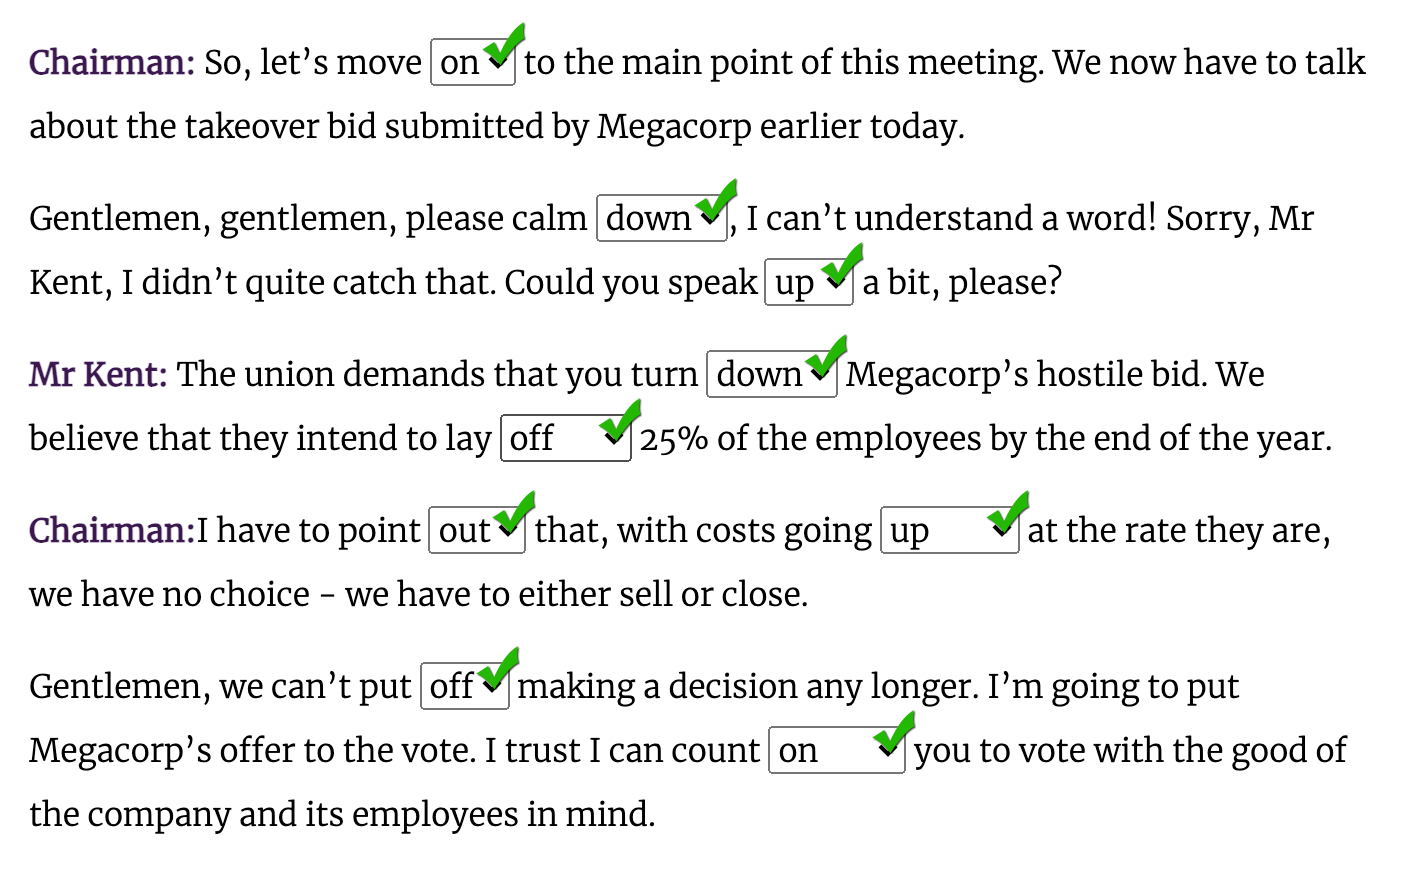 Chairman: So, let’s move on to the main point of this meeting. We now have to talk
about the takeover bid submitted by Megacorp earlier today.
Gentlemen, gentlemen, please calm down, I can’t understand a word! Sorry, Mr
Kent, I didn’t quite catch that. Could you speak up a bit, please?
Mr Kent: The union demands that you turn down Megacorp’s hostile bid. We
believe that they intend to lay off 25% of the employees by the end of the year.
Chairman:I have to point out that, with costs going up at the rate they are,
we have no choice – we have to either sell or close.
Gentlemen, we can’t put off making a decision any longer. I’m going to put
Megacorp’s offer to the vote. I trust I can count on you to vote with the good of
the company and its employees in mind.